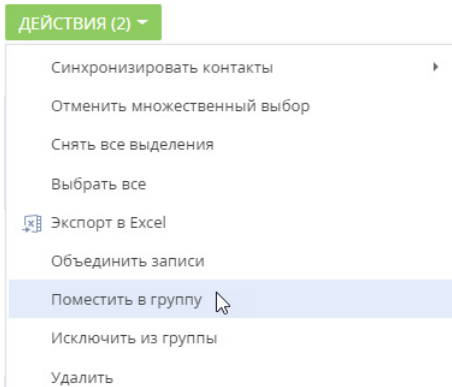 ДЕЙСТВИЯ (2)
Синхронизировать контакты
Отменить множественный выбор
Снять все выделения
Выбрать все
Экспорт в Excel
Объединить записи
Поместить в группу
Исключить из группы
Удалить